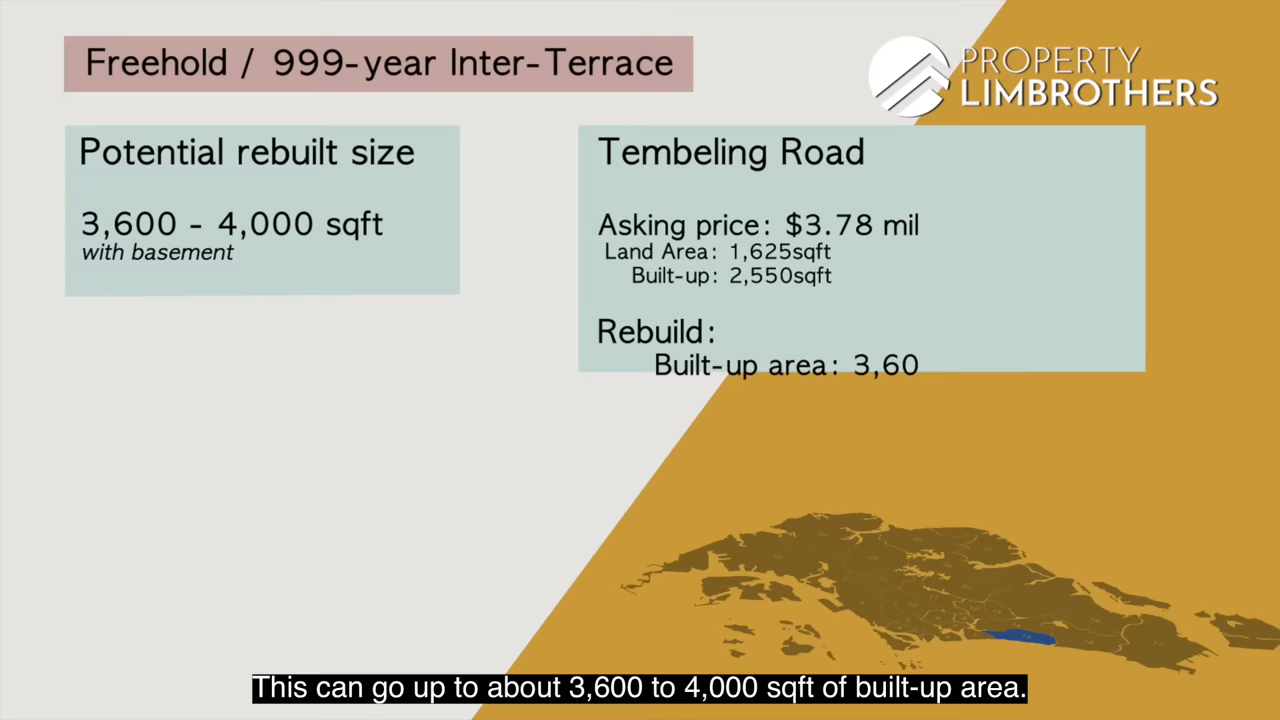 Freehold / 999-year Inter-Terrace
PROPERTY
LIMBROTHERS
Potential rebuilt size
3,600 - 4,000 sqft
with basement
Tembeling Road
Asking price: $3.78 mil
Land Area: 1,625sqft
Built-up: 2,550sqft
Rebuild:
Built-up area: 3,60
This can go up to about 3,600 to 4,000 sqft of built-up area.